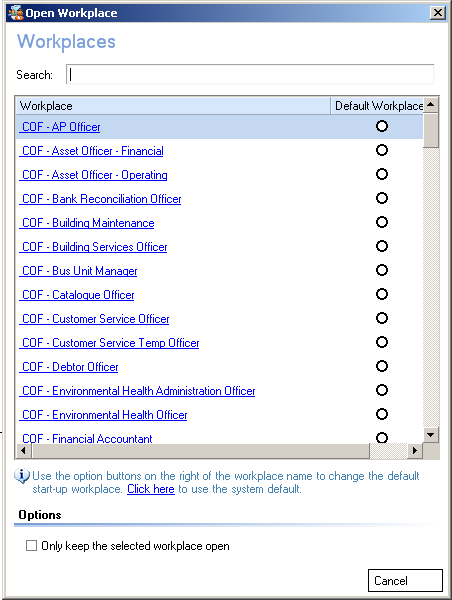 Open Workplace
Workplaces
Search:
Workplace Default Workplace
COF - AP Officer
COF - Asset Officer - Financial
COF - Asset Officer - Operating
COF - Bank Reconciliation Officer
COF - Building Maintenance
COF - Building Services Officer
COF - Bus Unit Manager
COF - Catalogue Officer
COF - Customer Service Officer
COF - Customer Service Temp Officer
COF - Debtor Officer
COF - Environmental Health Administration Officer
COF - Environmental Health Officer
COF - Financial Accountant
Use the option buttons on the right of the workplace name to change the default
start-up workplace. Click here to use the system default.
Options
Only keep the selected workplace open
Cancel